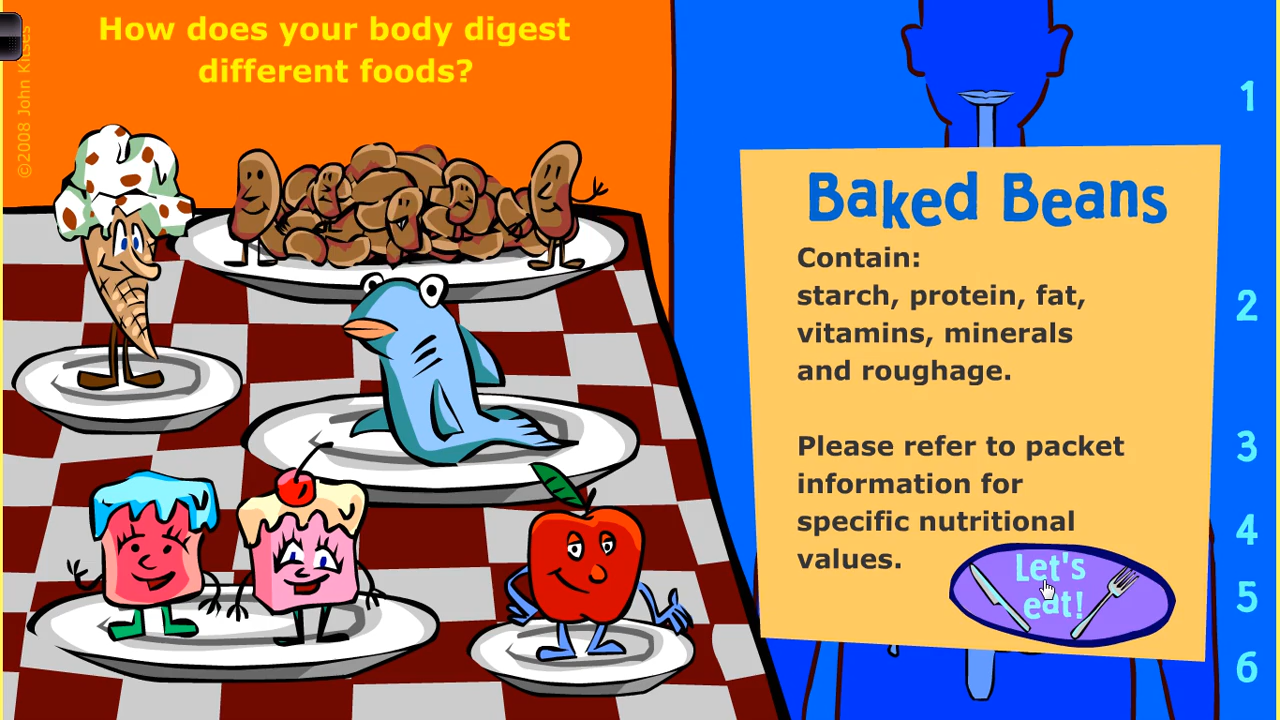 How does your body digest
different foods?
©2008 John Kitses
Baked Beans
Contain:
starch, protein, fat,
vitamins, minerals
and roughage.
Please refer to packet
information for
specific nutritional
values.
Let's
eat!
1
2
3
4
5
6